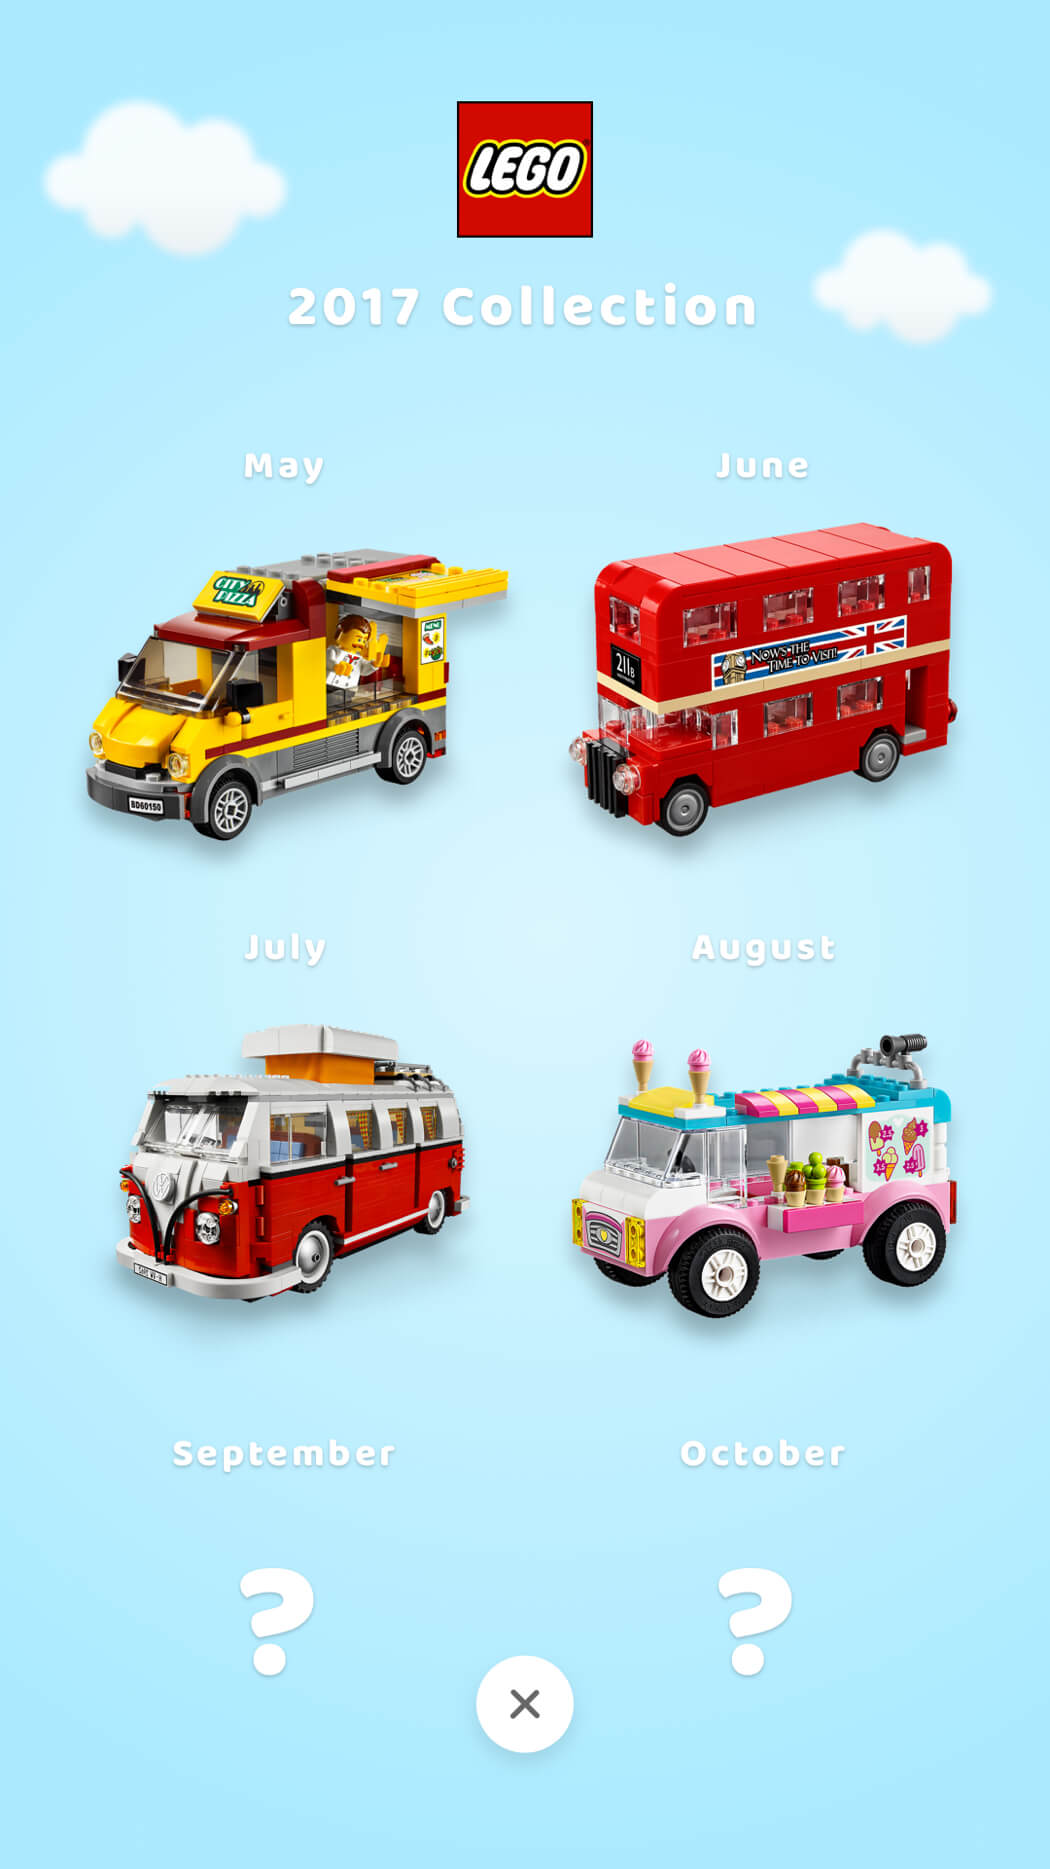 LEGO
2017 Collection
May
June
CITY
PIZZA
MENU
BD60150
211B
NOW'S THE
TIME TO VISIT!
July
August
September
October
?
?